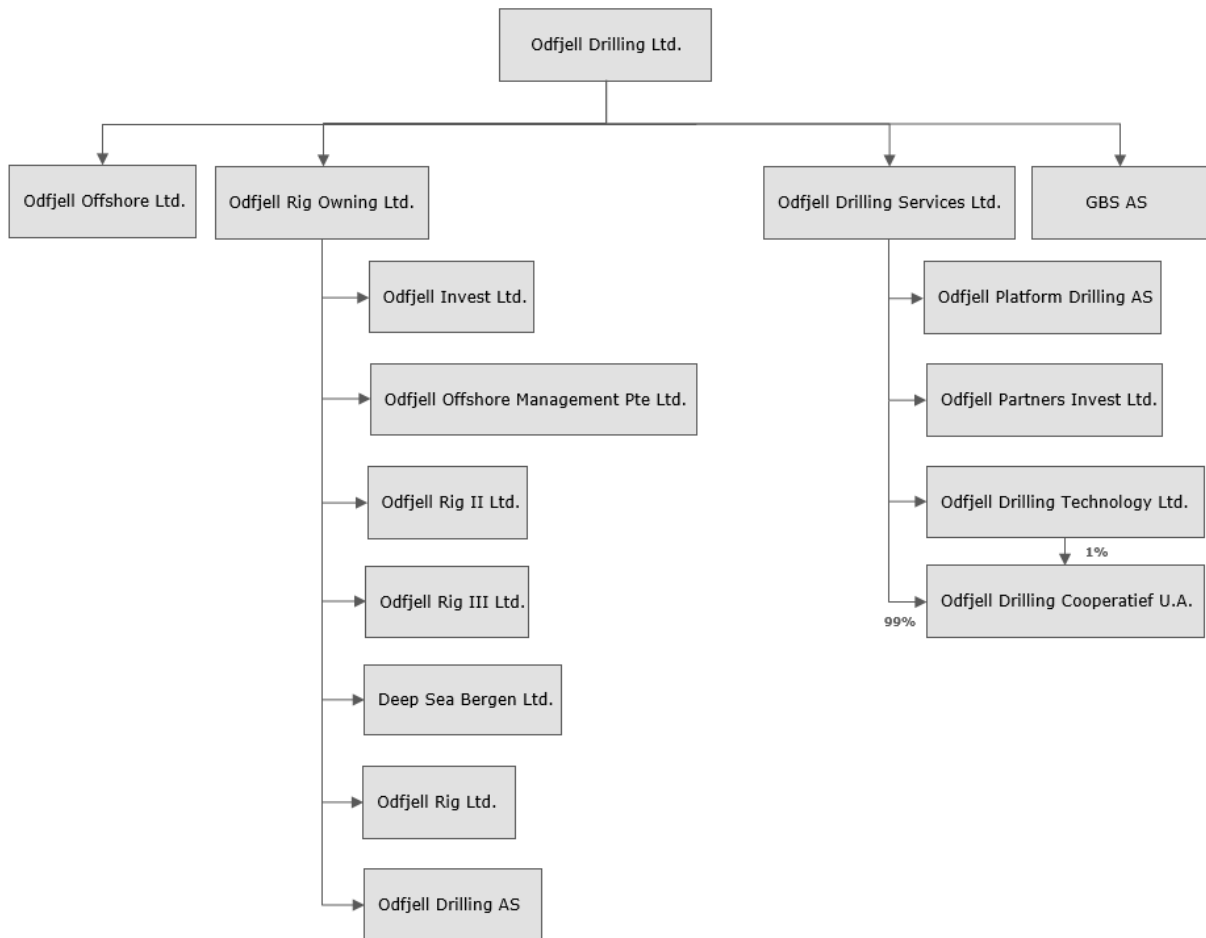 Odfjell Drilling Ltd.
Odfjell Offshore Ltd.
Odfjell Rig Owning Ltd.
Odfjell Drilling Services Ltd.
GBS AS
Odfjell Invest Ltd.
Odfjell Offshore Management Pte Ltd.
Odfjell Rig II Ltd.
Odfjell Rig III Ltd.
Deep Sea Bergen Ltd.
Odfjell Rig Ltd.
Odfjell Drilling AS
Odfjell Platform Drilling AS
Odfjell Partners Invest Ltd.
Odfjell Drilling Technology Ltd.
1%
Odfjell Drilling Cooperatief U.A.
99%